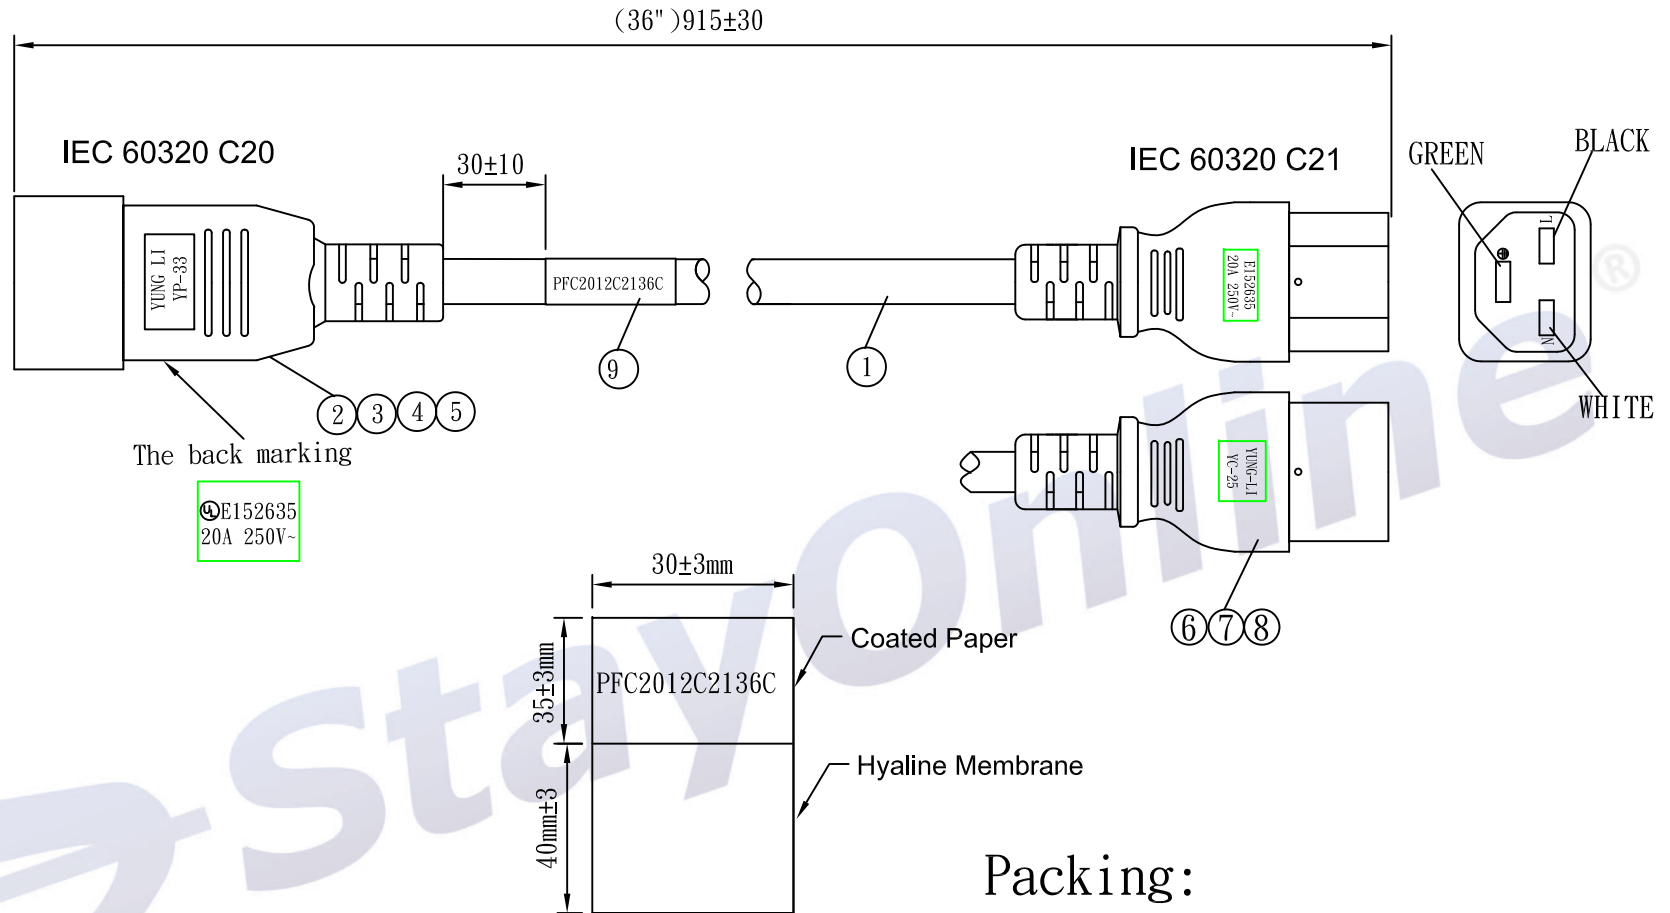 (36")915±30
IEC 60320 C20
30±10
IEC 60320 C21
GREEN
BLACK
YUNG LI
YP-33
PFC2012C2136C
E152635
20A 250V~
L
N
WHITE
9
1
2 3 4 5
The back marking
UL E152635
20A 250V~
YUNG-LI
YC-25
6 7 8
30±3mm
35±3mm
PFC2012C2136C
Coated Paper
40mm±3
Hyaline Membrane
Packing:
StayOnline®